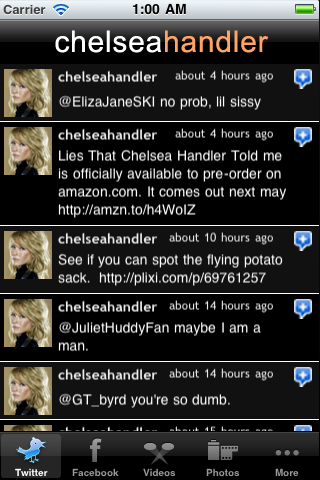 Carrier 1:00 AM
chelseahandler
chelseahandler about 4 hours ago
@ElizaJaneSKI no prob, lil sissy
chelseahandler about 4 hours ago
Lies That Chelsea Handler Told me
is officially available to pre-order on
amazon.com. It comes out next may
http://amzn.to/h4WoIZ
chelseahandler about 10 hours ago
See if you can spot the flying potato
sack. http://plixi.com/p/69761257
chelseahandler about 14 hours ago
@JulietHuddyFan maybe I am a
man.
chelseahandler about 14 hours ago
@GT_byrd you're so dumb.
chelseahandler about 15 hours ago
Twitter Facebook Videos Photos More